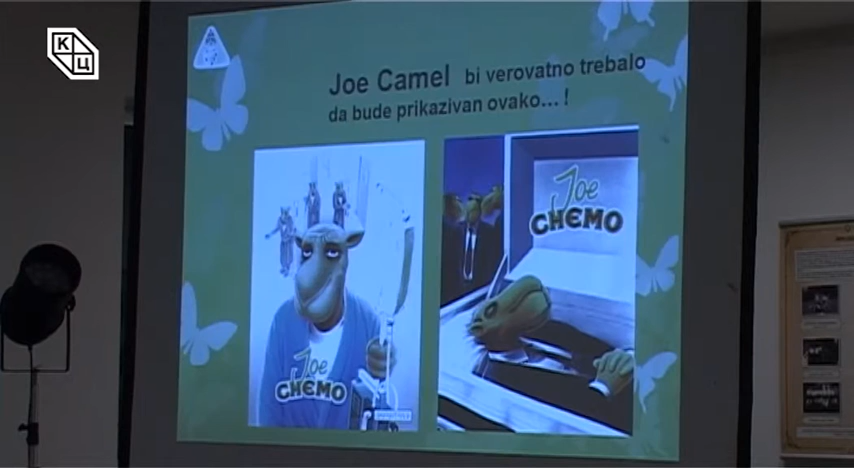 К
Ц
Joe Camel bi verovatno trebalo
da bude prikazivan ovako...!
Joe
CHEMO
Joe
CHEMO